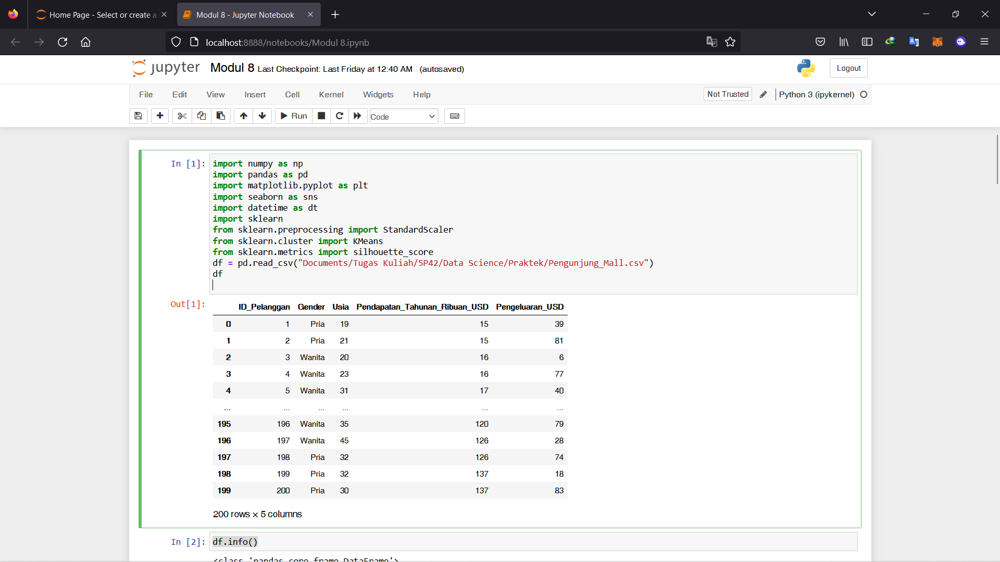 Home Page - Select or create a
Modul 8 - Jupyter Notebook
localhost:8888/notebooks/Modul 8.ipynb
jupyter Modul 8 Last Checkpoint: Last Friday at 12:40 AM (autosaved)
Logout
File Edit View Insert Cell Kernel Widgets Help
Not Trusted
Python 3 (ipykernel)
Run
Code
In [1]:
import numpy as np
import pandas as pd
import matplotlib.pyplot as plt
import seaborn as sns
import datetime as dt
import sklearn
from sklearn.preprocessing import StandardScaler
from sklearn.cluster import KMeans
from sklearn.metrics import silhouette_score
df = pd.read_csv("Documents/Tugas Kuliah/5P42/Data Science/Praktek/Pengunjung_Mall.csv")
df
Out[1]:
ID_Pelanggan Gender Usia Pendapatan_Tahunan_Ribuan_USD Pengeluaran_USD
0 1 Pria 19 15 39
1 2 Pria 21 15 81
2 3 Wanita 20 16 6
3 4 Wanita 23 16 77
4 5 Wanita 31 17 40
... ... ... ... ... ...
195 196 Wanita 35 120 79
196 197 Wanita 45 126 28
197 198 Pria 32 126 74
198 199 Pria 32 137 18
199 200 Pria 30 137 83
200 rows × 5 columns
In [2]: df.info()
<class 'pandas.core.frame.DataFrame'>